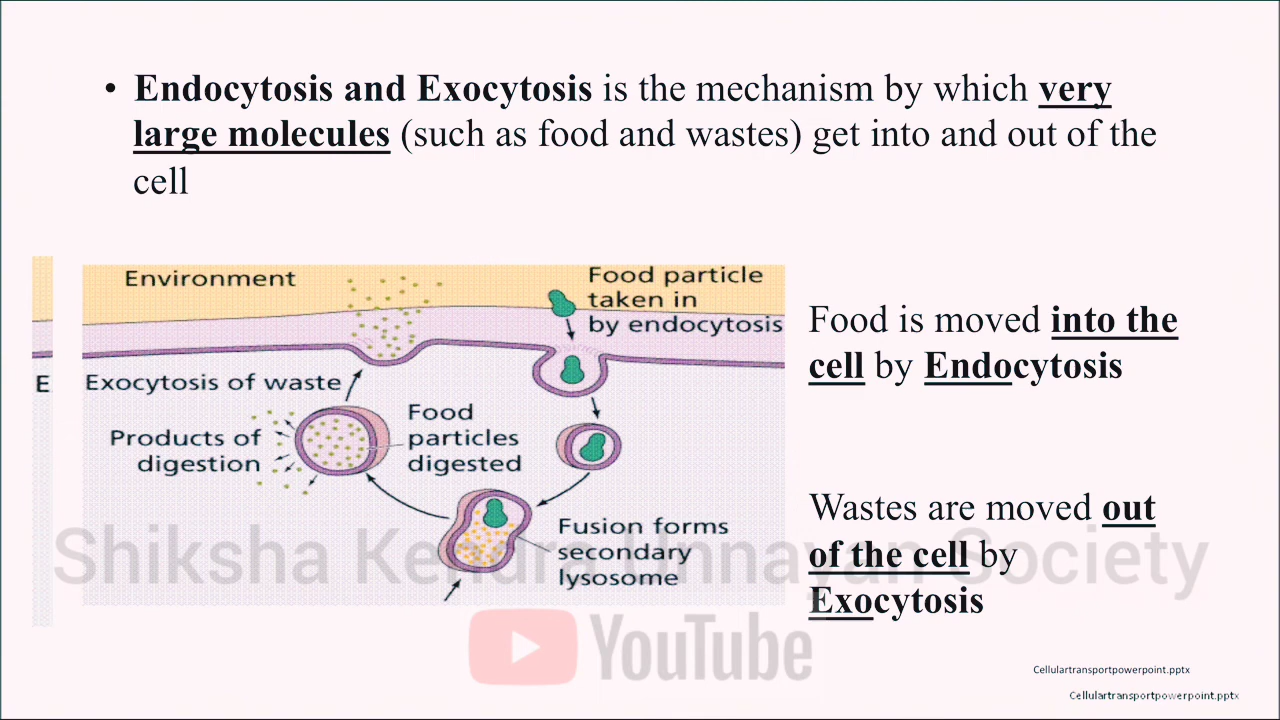 • Endocytosis and Exocytosis is the mechanism by which very
large molecules (such as food and wastes) get into and out of the
cell
Environment
Food particle
taken in
by endocytosis
E
Exocytosis of waste
Food
particles
digested
Products of
digestion
Fusion forms
secondary
lysosome
Food is moved into the
cell by Endocytosis
Wastes are moved out
of the cell by
Exocytosis
Shiksha Kendra Unnayan Society
YouTube
Cellulartransportpowerpoint.pptx
Cellulartransportpowerpoint.pptx